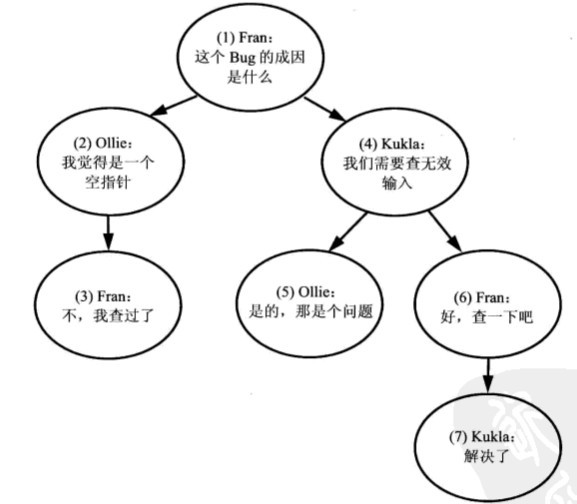 (1) Fran:
这个 Bug 的成因
是什么
(2) Ollie:
我觉得是一个
空指针
(4) Kukla:
我们需要查无效
输入
(3) Fran:
不，我查过了
(5) Ollie:
是的，那是个问题
(6) Fran:
好，查一下吧
(7) Kukla:
解决了